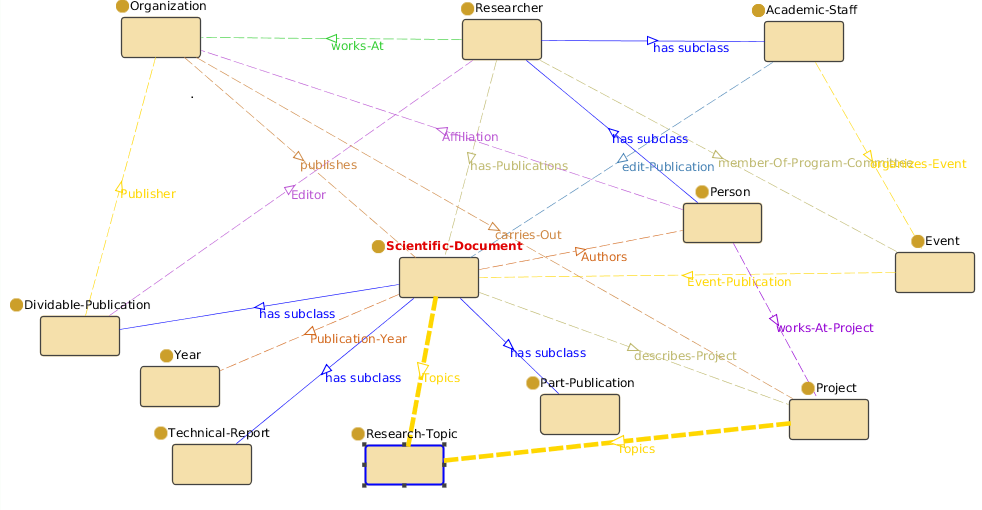 Organization
Researcher
Academic-Staff
works-At
has subclass
has subclass
Affiliation
publishes
has-Publications
edit-Publication
member-Of-Program-Committee
Publisher
Editor
Person
carries-Out
Scientific-Document
Event
Authors
Event-Publication
Dividable-Publication
has subclass
works-At-Project
Publication-Year
has subclass
Year
describes-Project
has subclass
Topics
Part-Publication
Project
Technical-Report
Research-Topic
Topics